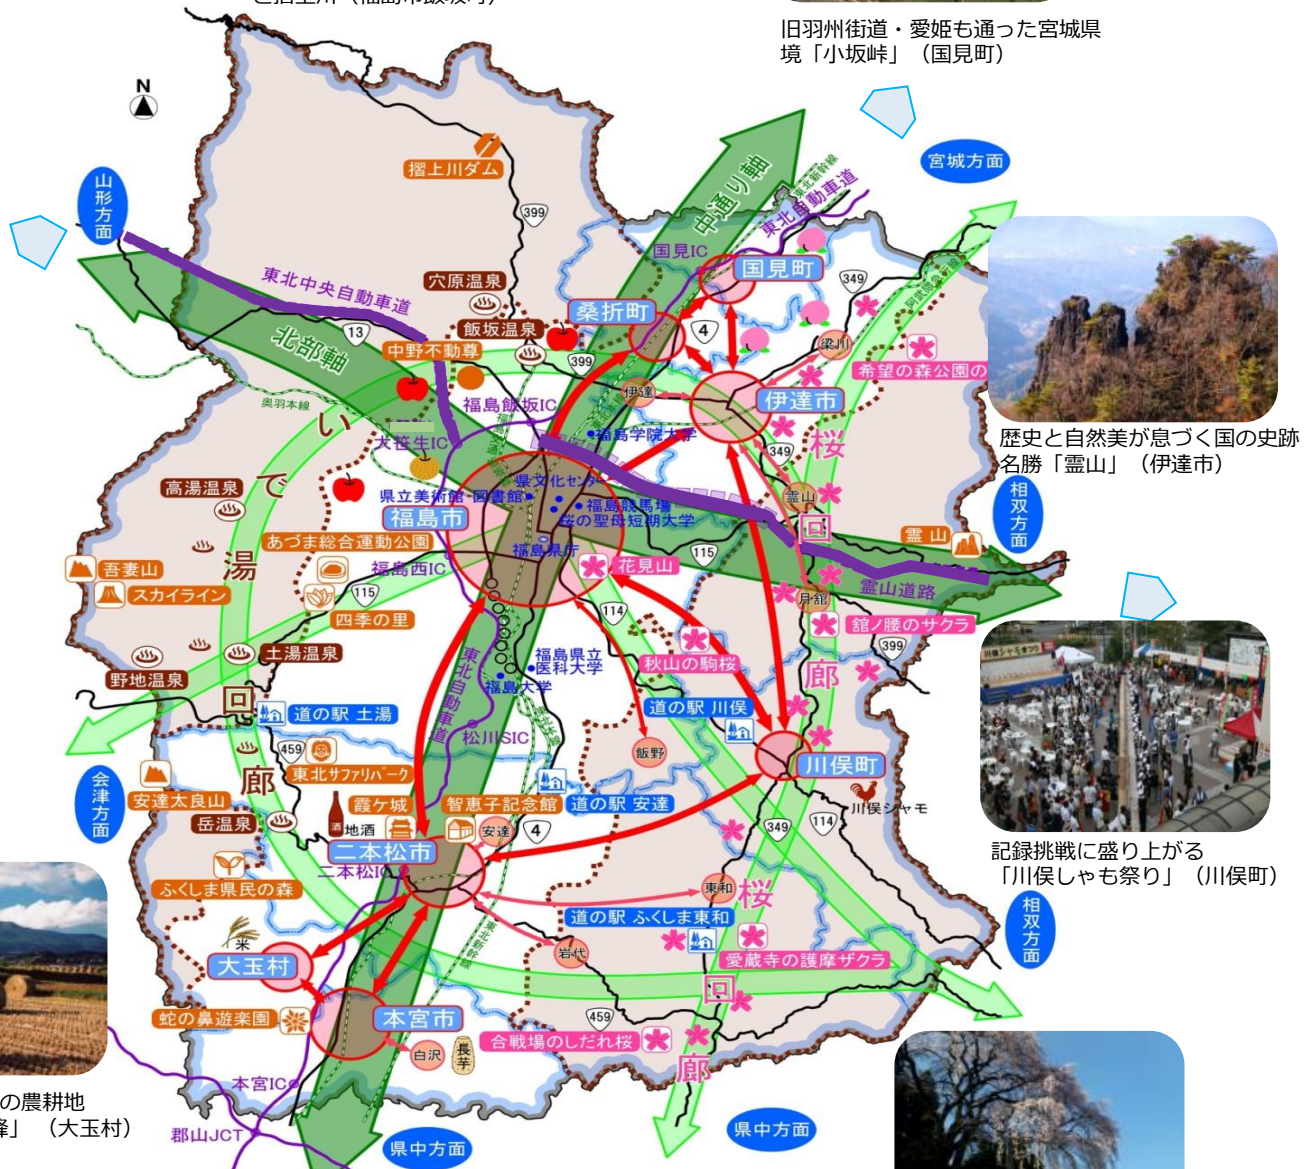 旧羽州街道・愛姫も通った宮城県
境「小坂峠」（国見町）
N
山形方面
宮城方面
摺上川ダム
399
中通り軸
東北新幹線
東北自動車道
国見IC
国見町
349
東北中央自動車道
穴原温泉
桑折町
4
13
北部軸
飯坂温泉
中野不動尊
399
梁川
希望の森公園の
伊達
伊達市
奥羽本線
福島飯坂IC
福島学院大学
大笹生IC
349
い
で
湯
回
廊
桜
回
廊
歴史と自然美が息づく国の史跡
名勝「霊山」（伊達市）
高湯温泉
県文化センター
県立美術館・図書館
福島競馬場
桜の聖母短期大学
福島市
霊山
相双方面
霊山
あづま総合運動公園
福島県庁
115
吾妻山
福島西IC
花見山
スカイライン
115
四季の里
114
月舘
霊山道路
舘ノ腰のサクラ
399
土湯温泉
野地温泉
福島県立
医科大学
福島大学
秋山の駒桜
東北自動車道
道の駅 土湯
道の駅 川俣
松川SIC
飯野
459
東北サファリパーク
川俣町
会津方面
安達太良山
川俣シャモ
霞ケ城
智恵子記念館
道の駅 安達
岳温泉
酒
地酒
安達
4
349
114
二本松市
二本松IC
記録挑戦に盛り上がる
「川俣しゃも祭り」（川俣町）
ふくしま県民の森
東和
桜
回
廊
道の駅 ふくしま東和
相双方面
米
東北新幹線
大玉村
岩代
愛蔵寺の護摩ザクラ
蛇の鼻遊楽園
本宮市
459
合戦場のしだれ桜
白沢
長芋
本宮IC
の農耕地
」（大玉村）
郡山JCT
県中方面
県中方面